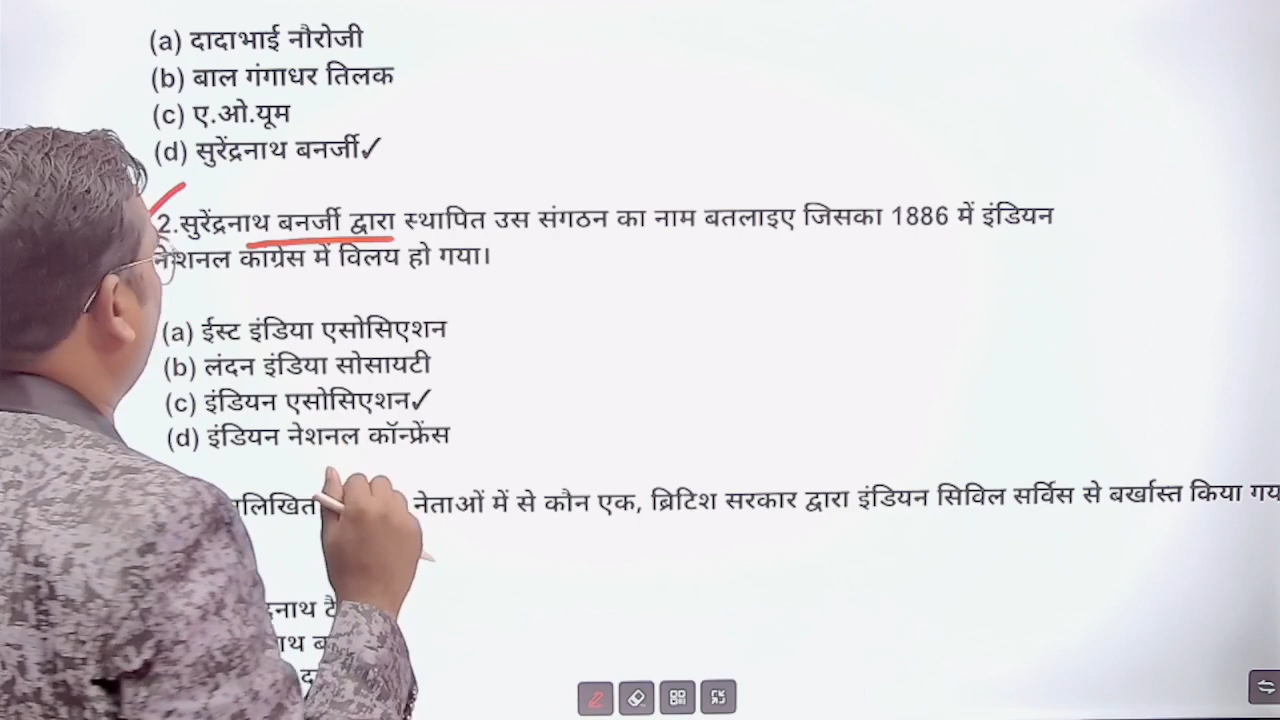 (a) दादाभाई नौरोजी
(b) बाल गंगाधर तिलक
(c) ए.ओ.यूम
(d) सुरेंद्रनाथ बनर्जी✓
2.सुरेंद्रनाथ बनर्जी द्वारा स्थापित उस संगठन का नाम बतलाइए जिसका 1886 में इंडियन
नेशनल कांग्रेस में विलय हो गया।
(a) ईस्ट इंडिया एसोसिएशन
(b) लंदन इंडिया सोसायटी
(c) इंडियन एसोसिएशन✓
(d) इंडियन नेशनल कॉन्फ्रेंस
नेताओं में से कौन एक, ब्रिटिश सरकार द्वारा इंडियन सिविल सर्विस से बर्खास्त किया